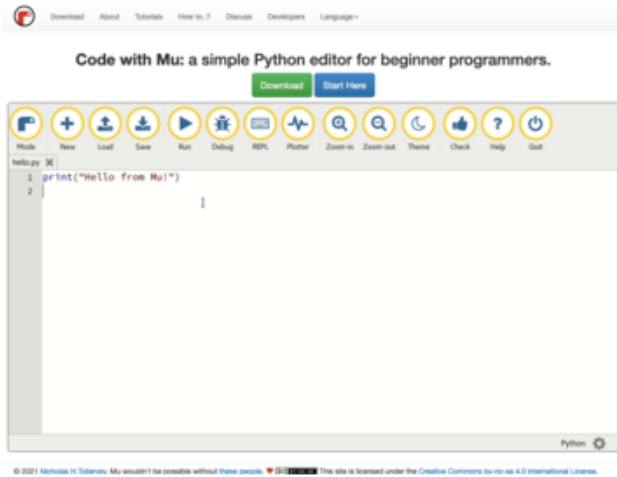 Download About Tutorials How to..? Discuss Developers Language
Code with Mu: a simple Python editor for beginner programmers.
Download Start Here
Mode New Load Save Run Debug REPL Plotter Zoom-in Zoom-out Theme Check Help Quit
hello.py
1 print("Hello from Mu!")
2
Python
© 2021 Nicholas H.Tollervey. Mu wouldn't be possible without these people. This site is licensed under the Creative Commons by-nc-sa 4.0 International License.